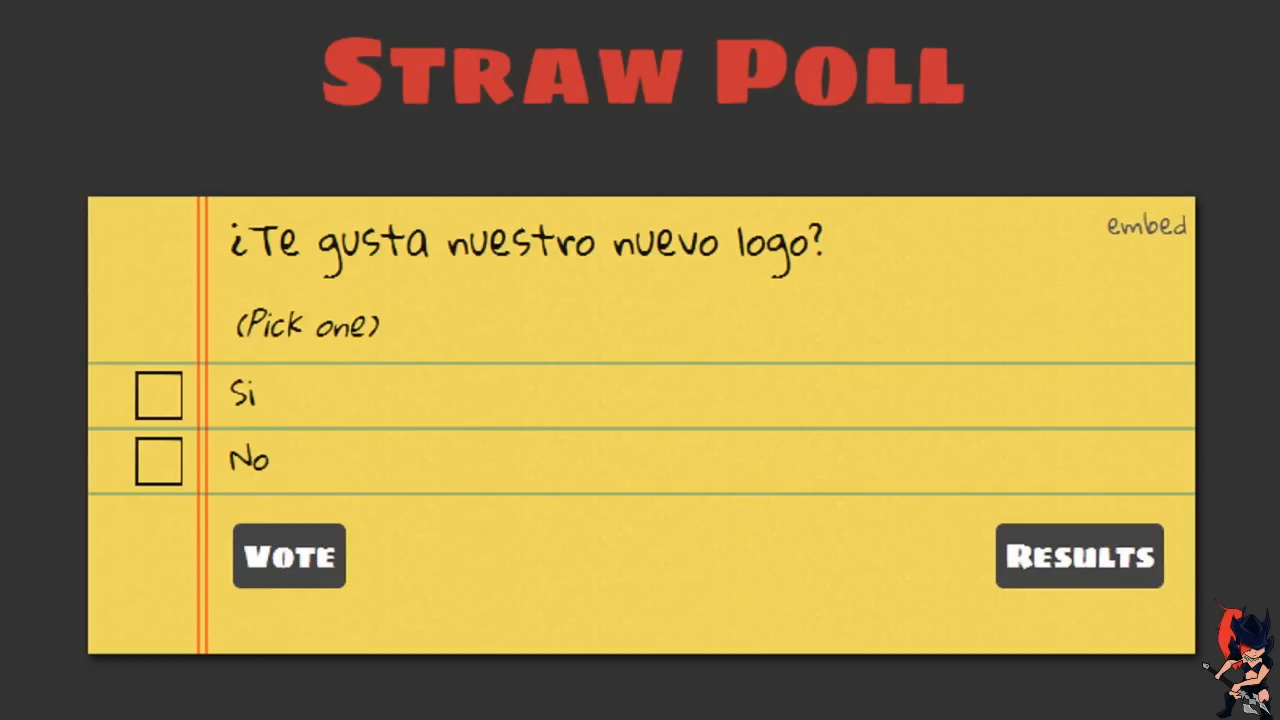 Straw Poll
¿Te gusta nuestro nuevo logo?
embed
(Pick one)
Si
No
Vote
Results